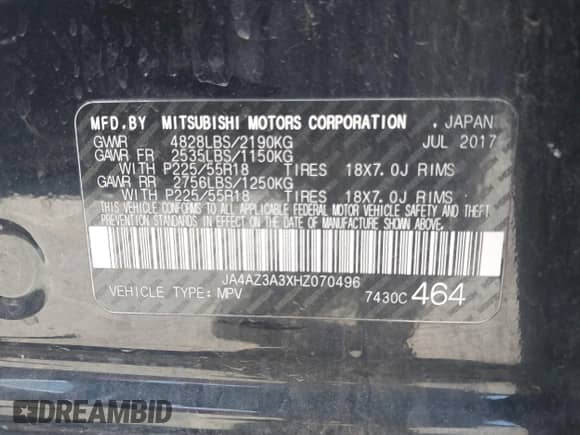 MFD.BY MITSUBISHI MOTORS CORPORATION . JAPAN
GVWR 4828LBS/2190KG JUL 2017
GAWR FR 2535LBS/1150KG
WITH P225/55R18 TIRES 18X7.0J RIMS
GAWR RR 2756LBS/1250KG
WITH P225/55R18 TIRES 18X7.0J RIMS
THIS VEHICLE CONFORMS TO ALL APPLICABLE FEDERAL MOTOR VEHICLE SAFETY AND THEFT
PREVENTION STANDARDS IN EFFECT ON THE DATE OF MANUFACTURE SHOWN ABOVE.
JA4AZ3A3XHZ070496
VEHICLE TYPE: MPV 7430C 464
DREAMBID